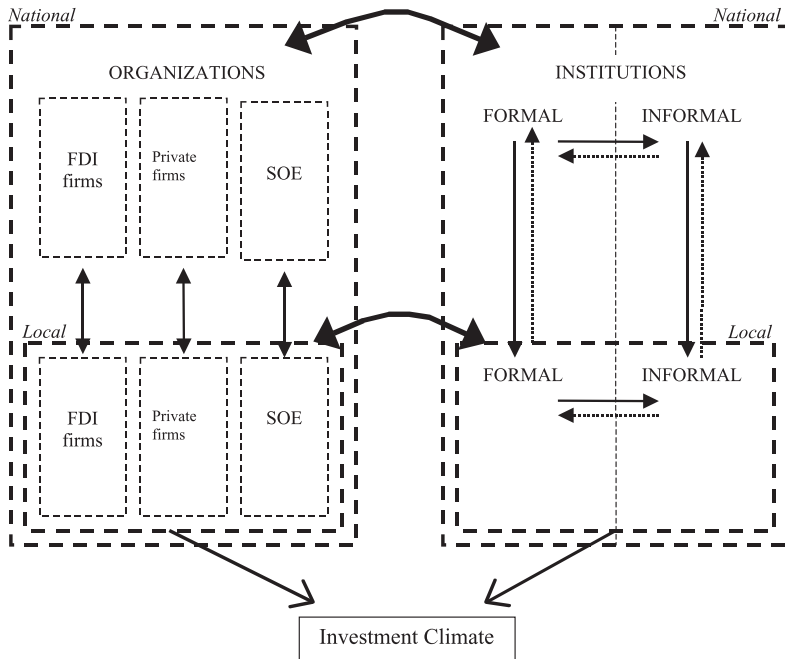 National
National
ORGANIZATIONS
INSTITUTIONS
FORMAL
INFORMAL
FDI
firms
Private
firms
SOE
Local
Local
FORMAL
INFORMAL
FDI
firms
Private
firms
SOE
Investment Climate